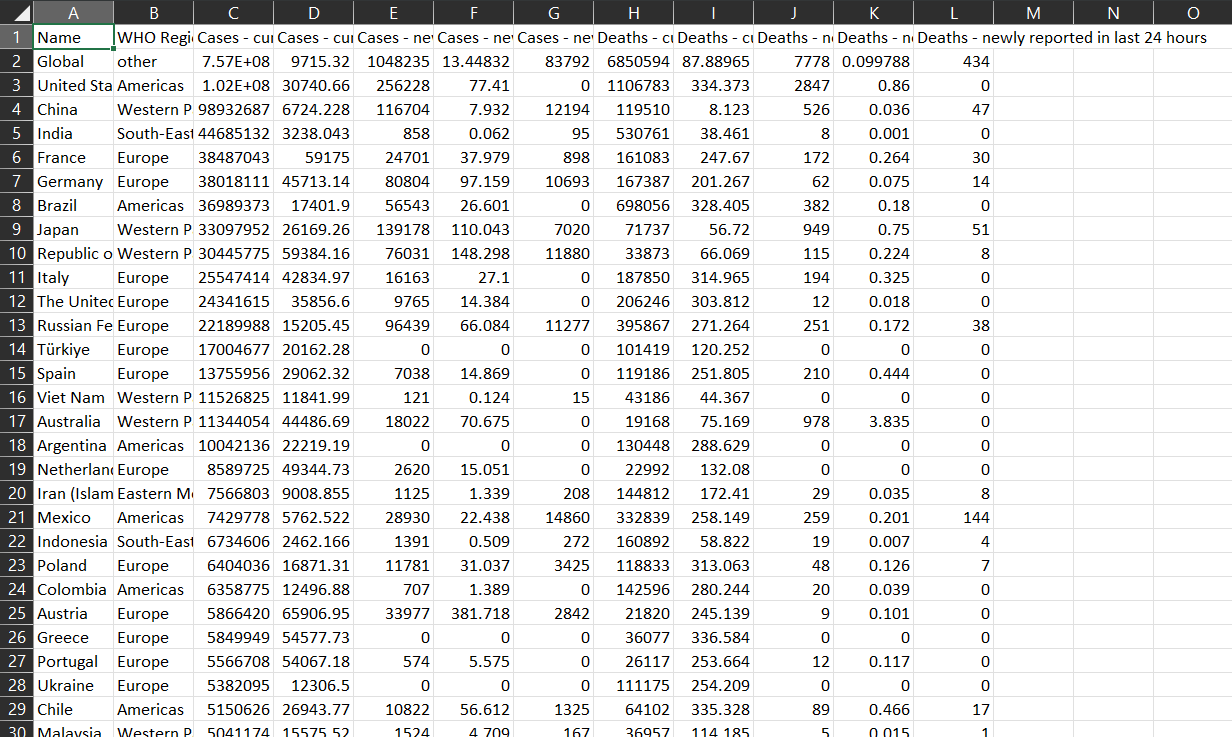 A B C D E F G H I J K L M N O
1 Name WHO Regi Cases - cur Cases - cur Cases - nev Cases - nev Cases - nev Deaths - cu Deaths - cu Deaths - ne Deaths - ne Deaths - newly reported in last 24 hours
2 Global other 7.57E+08 9715.32 1048235 13.44832 83792 6850594 87.88965 7778 0.099788 434
3 United Sta Americas 1.02E+08 30740.66 256228 77.41 0 1106783 334.373 2847 0.86 0
4 China Western P 98932687 6724.228 116704 7.932 12194 119510 8.123 526 0.036 47
5 India South-East 44685132 3238.043 858 0.062 95 530761 38.461 8 0.001 0
6 France Europe 38487043 59175 24701 37.979 898 161083 247.67 172 0.264 30
7 Germany Europe 38018111 45713.14 80804 97.159 10693 167387 201.267 62 0.075 14
8 Brazil Americas 36989373 17401.9 56543 26.601 0 698056 328.405 382 0.18 0
9 Japan Western P 33097952 26169.26 139178 110.043 7020 71737 56.72 949 0.75 51
10 Republic o Western P 30445775 59384.16 76031 148.298 11880 33873 66.069 115 0.224 8
11 Italy Europe 25547414 42834.97 16163 27.1 0 187850 314.965 194 0.325 0
12 The United Europe 24341615 35856.6 9765 14.384 0 206246 303.812 12 0.018 0
13 Russian Fe Europe 22189988 15205.45 96439 66.084 11277 395867 271.264 251 0.172 38
14 Türkiye Europe 17004677 20162.28 0 0 0 101419 120.252 0 0 0
15 Spain Europe 13755956 29062.32 7038 14.869 0 119186 251.805 210 0.444 0
16 Viet Nam Western P 11526825 11841.99 121 0.124 15 43186 44.367 0 0 0
17 Australia Western P 11344054 44486.69 18022 70.675 0 19168 75.169 978 3.835 0
18 Argentina Americas 10042136 22219.19 0 0 0 130448 288.629 0 0 0
19 Netherland Europe 8589725 49344.73 2620 15.051 0 22992 132.08 0 0 0
20 Iran (Islam Eastern Me 7566803 9008.855 1125 1.339 208 144812 172.41 29 0.035 8
21 Mexico Americas 7429778 5762.522 28930 22.438 14860 332839 258.149 259 0.201 144
22 Indonesia South-East 6734606 2462.166 1391 0.509 272 160892 58.822 19 0.007 4
23 Poland Europe 6404036 16871.31 11781 31.037 3425 118833 313.063 48 0.126 7
24 Colombia Americas 6358775 12496.88 707 1.389 0 142596 280.244 20 0.039 0
25 Austria Europe 5866420 65906.95 33977 381.718 2842 21820 245.139 9 0.101 0
26 Greece Europe 5849949 54577.73 0 0 0 36077 336.584 0 0 0
27 Portugal Europe 5566708 54067.18 574 5.575 0 26117 253.664 12 0.117 0
28 Ukraine Europe 5382095 12306.5 0 0 0 111175 254.209 0 0 0
29 Chile Americas 5150626 26943.77 10822 56.612 1325 64102 335.328 89 0.466 17
30 Malaysia Western P 5041174 15575.52 1524 4.709 167 36957 114.185 5 0.015 1